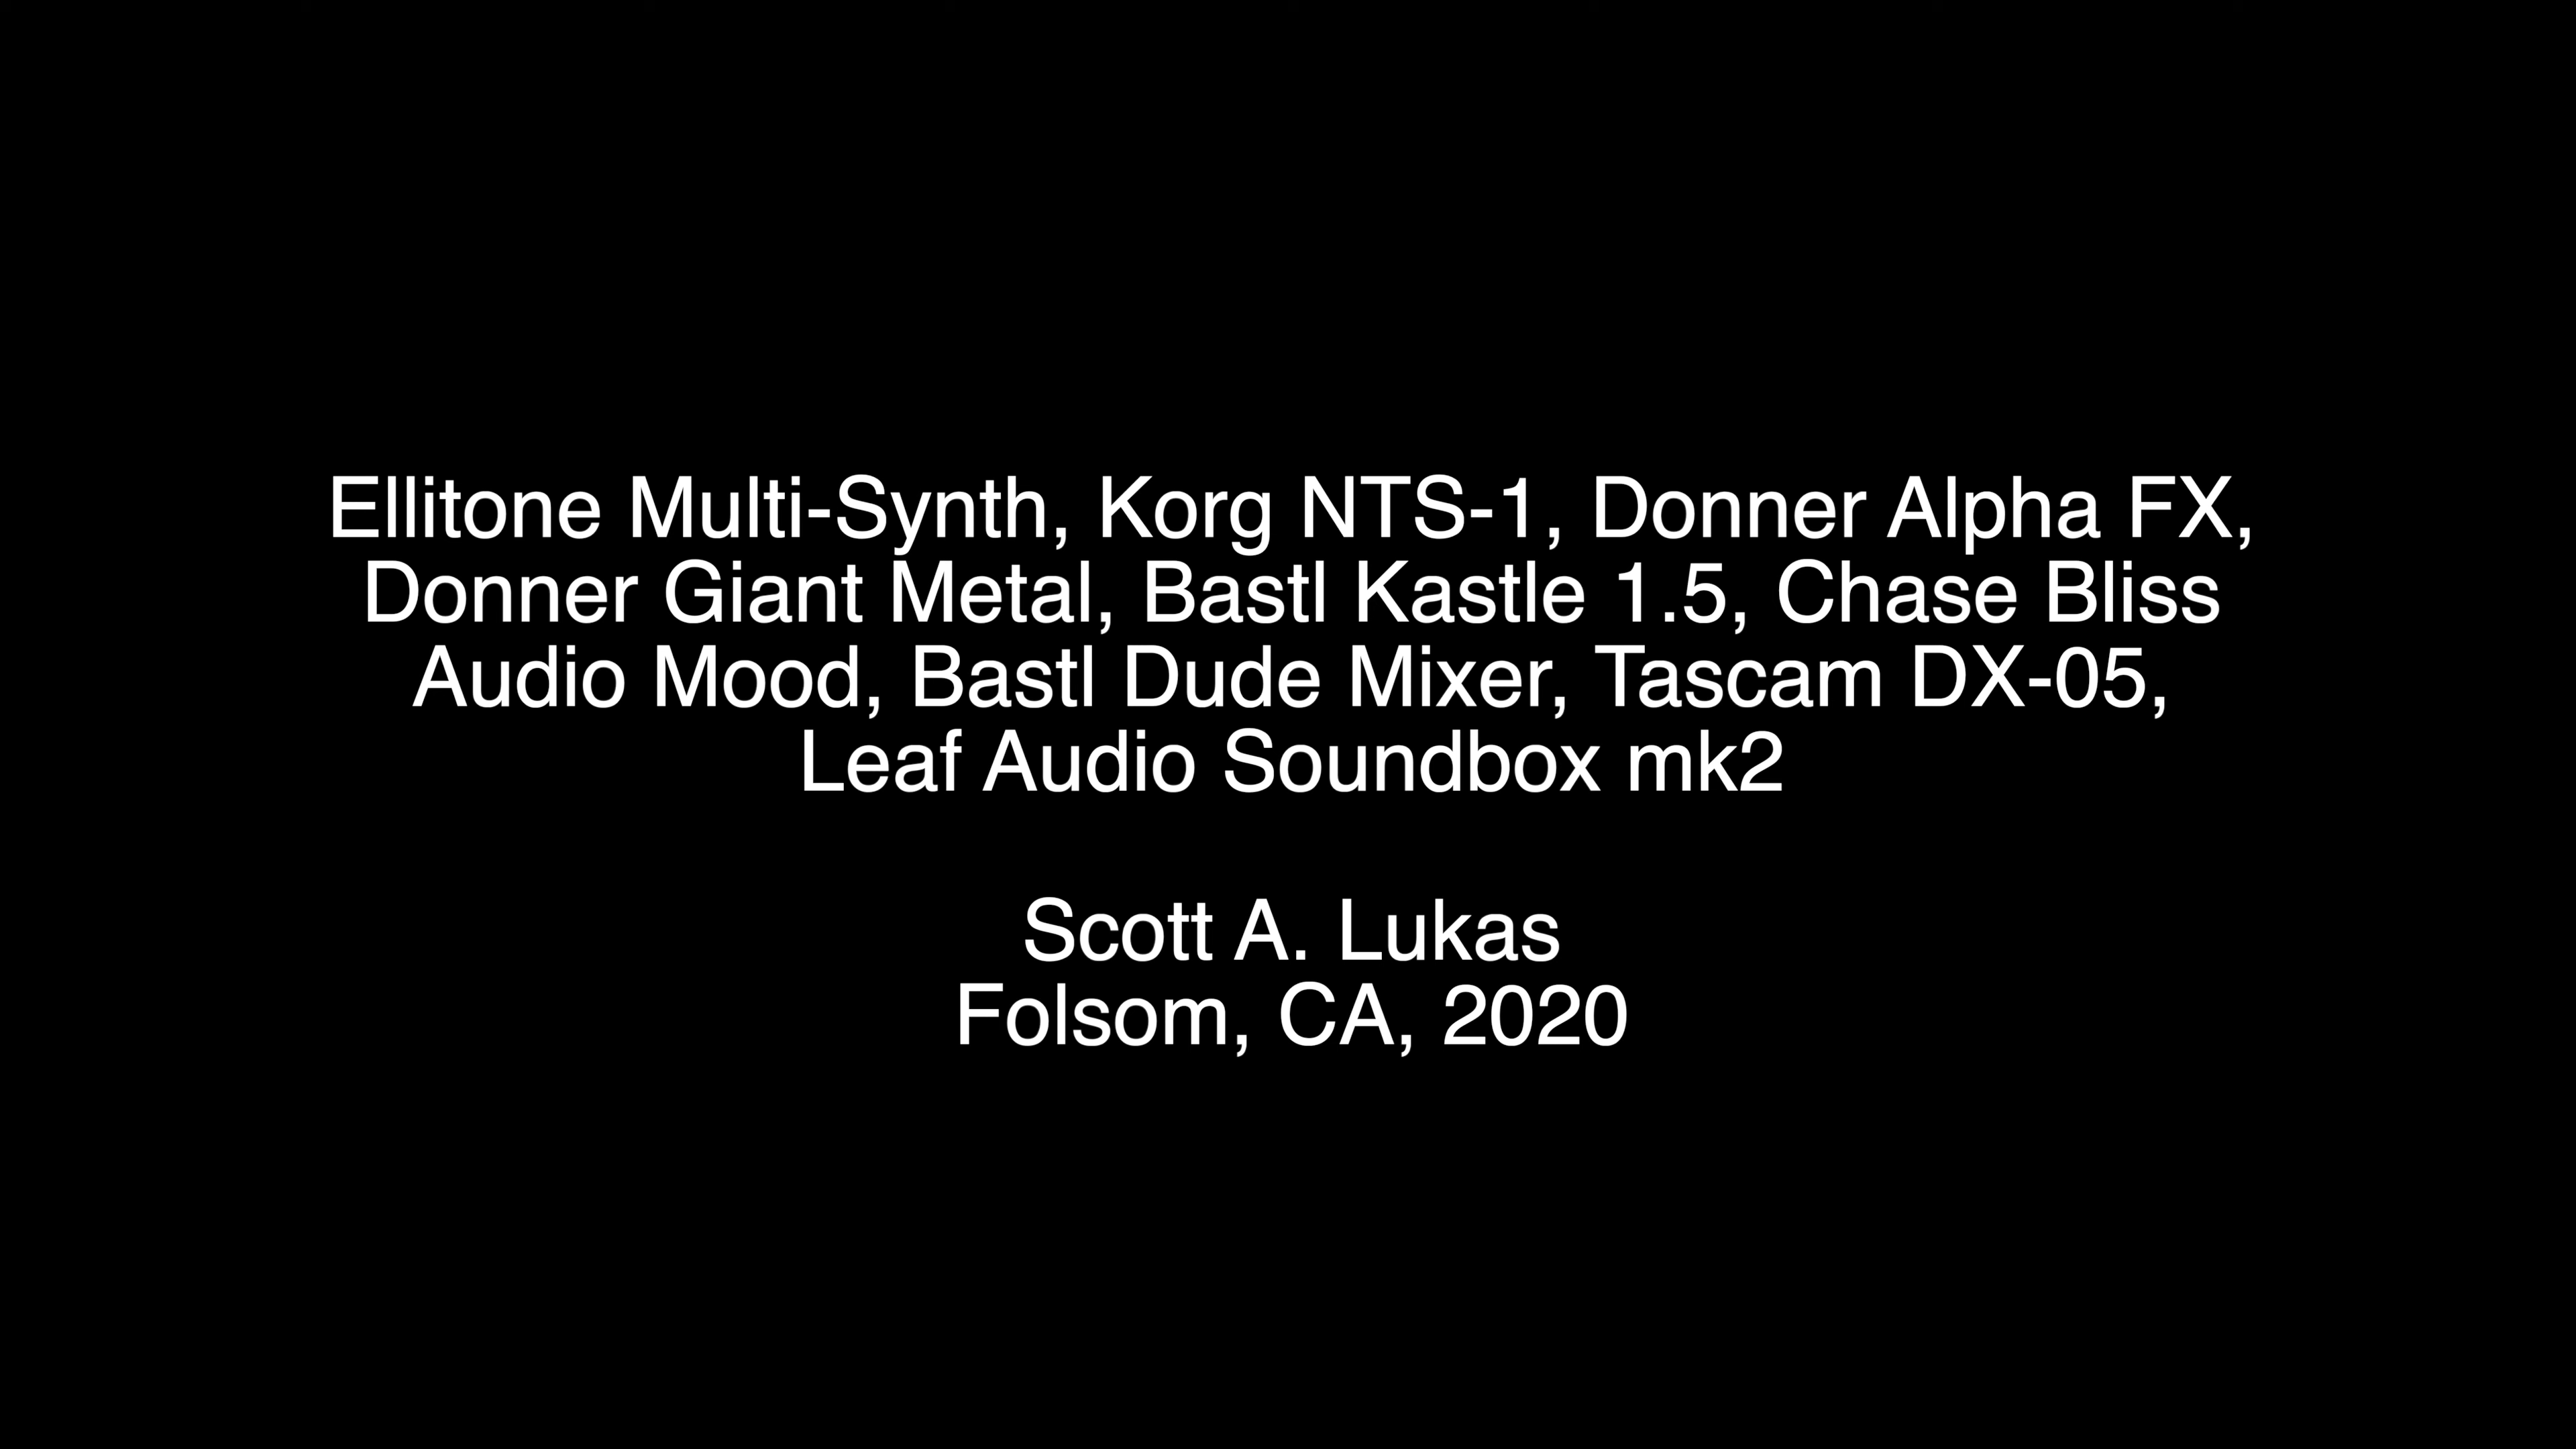 Ellitone Multi-Synth, Korg NTS-1, Donner Alpha FX,
Donner Giant Metal, Bastl Kastle 1.5, Chase Bliss
Audio Mood, Bastl Dude Mixer, Tascam DX-05,
Leaf Audio Soundbox mk2
Scott A. Lukas
Folsom, CA, 2020